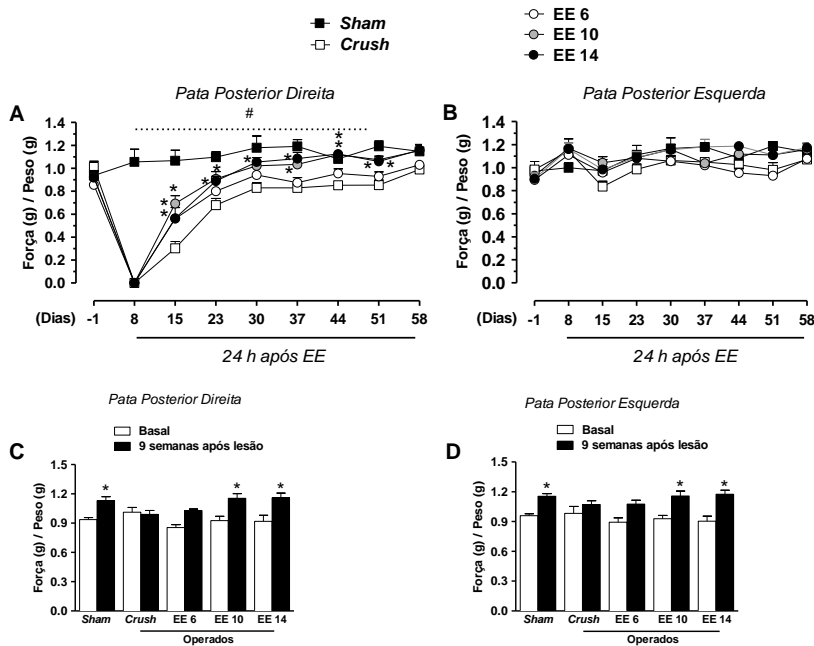 Sham
Crush
EE 6
EE 10
EE 14
A
Pata Posterior Direita
#
Força (g) / Peso (g)
1.4
1.2
1.0
0.8
0.6
0.4
0.2
0.0
* * * * * * * * * * * *
(Dias) -1 8 15 23 30 37 44 51 58
24 h após EE
B
Pata Posterior Esquerda
Força (g) / Peso (g)
1.4
1.2
1.0
0.8
0.6
0.4
0.2
0.0
(Dias) -1 8 15 23 30 37 44 51 58
24 h após EE
Pata Posterior Direita
C
Basal
9 semanas após lesão
Força (g) / Peso (g)
1.5
1.2
0.9
0.6
0.3
0.0
* * *
Sham Crush EE 6 EE 10 EE 14
Operados
Pata Posterior Esquerda
D
Basal
9 semanas após lesão
Força (g) / Peso (g)
1.5
1.2
0.9
0.6
0.3
0.0
* * *
Sham Crush EE 6 EE 10 EE 14
Operados